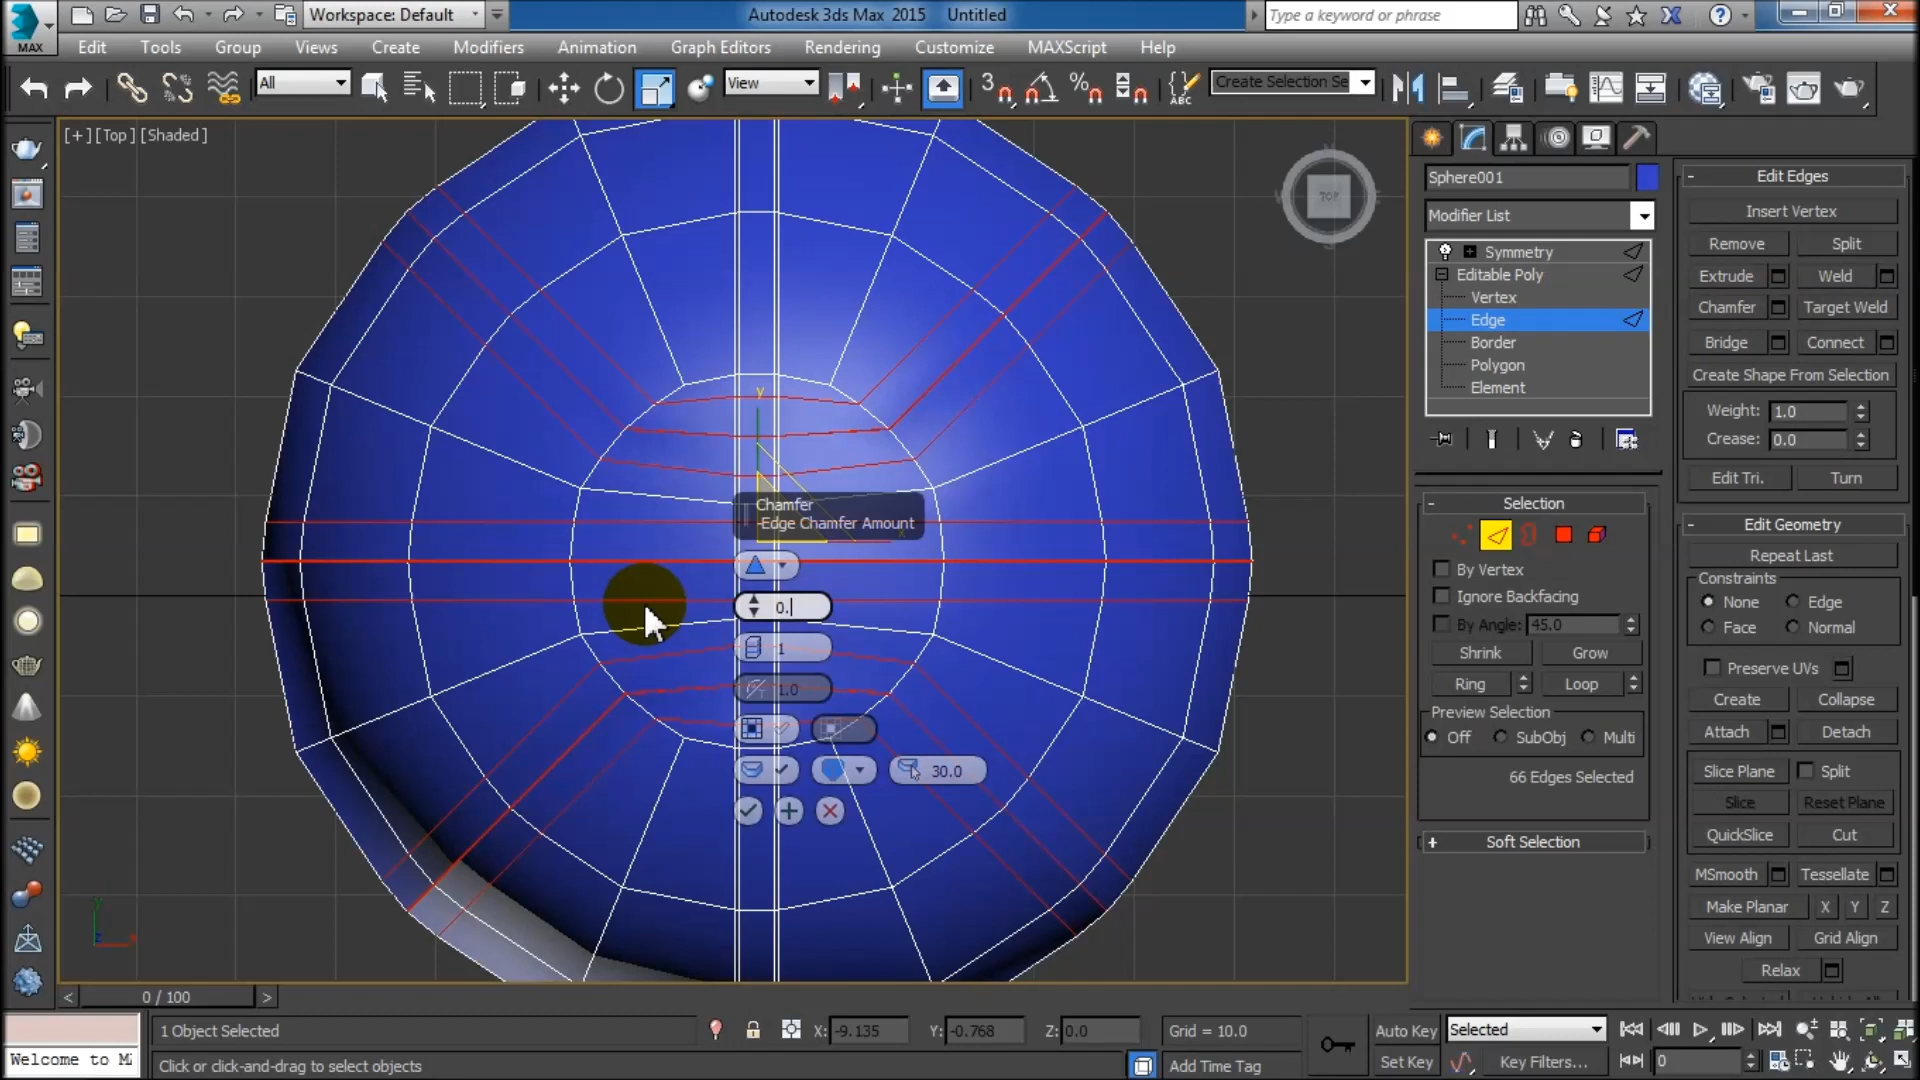 Workspace: Default
Autodesk 3ds Max 2015 Untitled
Type a keyword or phrase
MAX
Edit Tools Group Views Create Modifiers Animation Graph Editors Rendering Customize MAXScript Help
All
View
3
%
ABC
Create Selection Se
[+][Top][Shaded]
TOP
y
x
Chamfer
Edge Chamfer Amount
0.
1
1.0
30.0
Sphere001
Modifier List
Symmetry
Editable Poly
Vertex
Edge
Border
Polygon
Element
Selection
By Vertex
Ignore Backfacing
By Angle: 45.0
Shrink Grow
Ring Loop
Preview Selection
Off SubObj Multi
66 Edges Selected
Soft Selection
Edit Edges
Insert Vertex
Remove Split
Extrude Weld
Chamfer Target Weld
Bridge Connect
Create Shape From Selection
Weight: 1.0
Crease: 0.0
Edit Tri. Turn
Edit Geometry
Repeat Last
Constraints
None Edge
Face Normal
Preserve UVs
Create Collapse
Attach Detach
Slice Plane Split
Slice Reset Plane
QuickSlice Cut
MSmooth Tessellate
Make Planar X Y Z
View Align Grid Align
Relax
0 / 100
1 Object Selected
X: -9.135 Y: -0.768 Z: 0.0
Grid = 10.0
Auto Key Selected
Welcome to M
Click or click-and-drag to select objects
Add Time Tag
Set Key Key Filters...
0